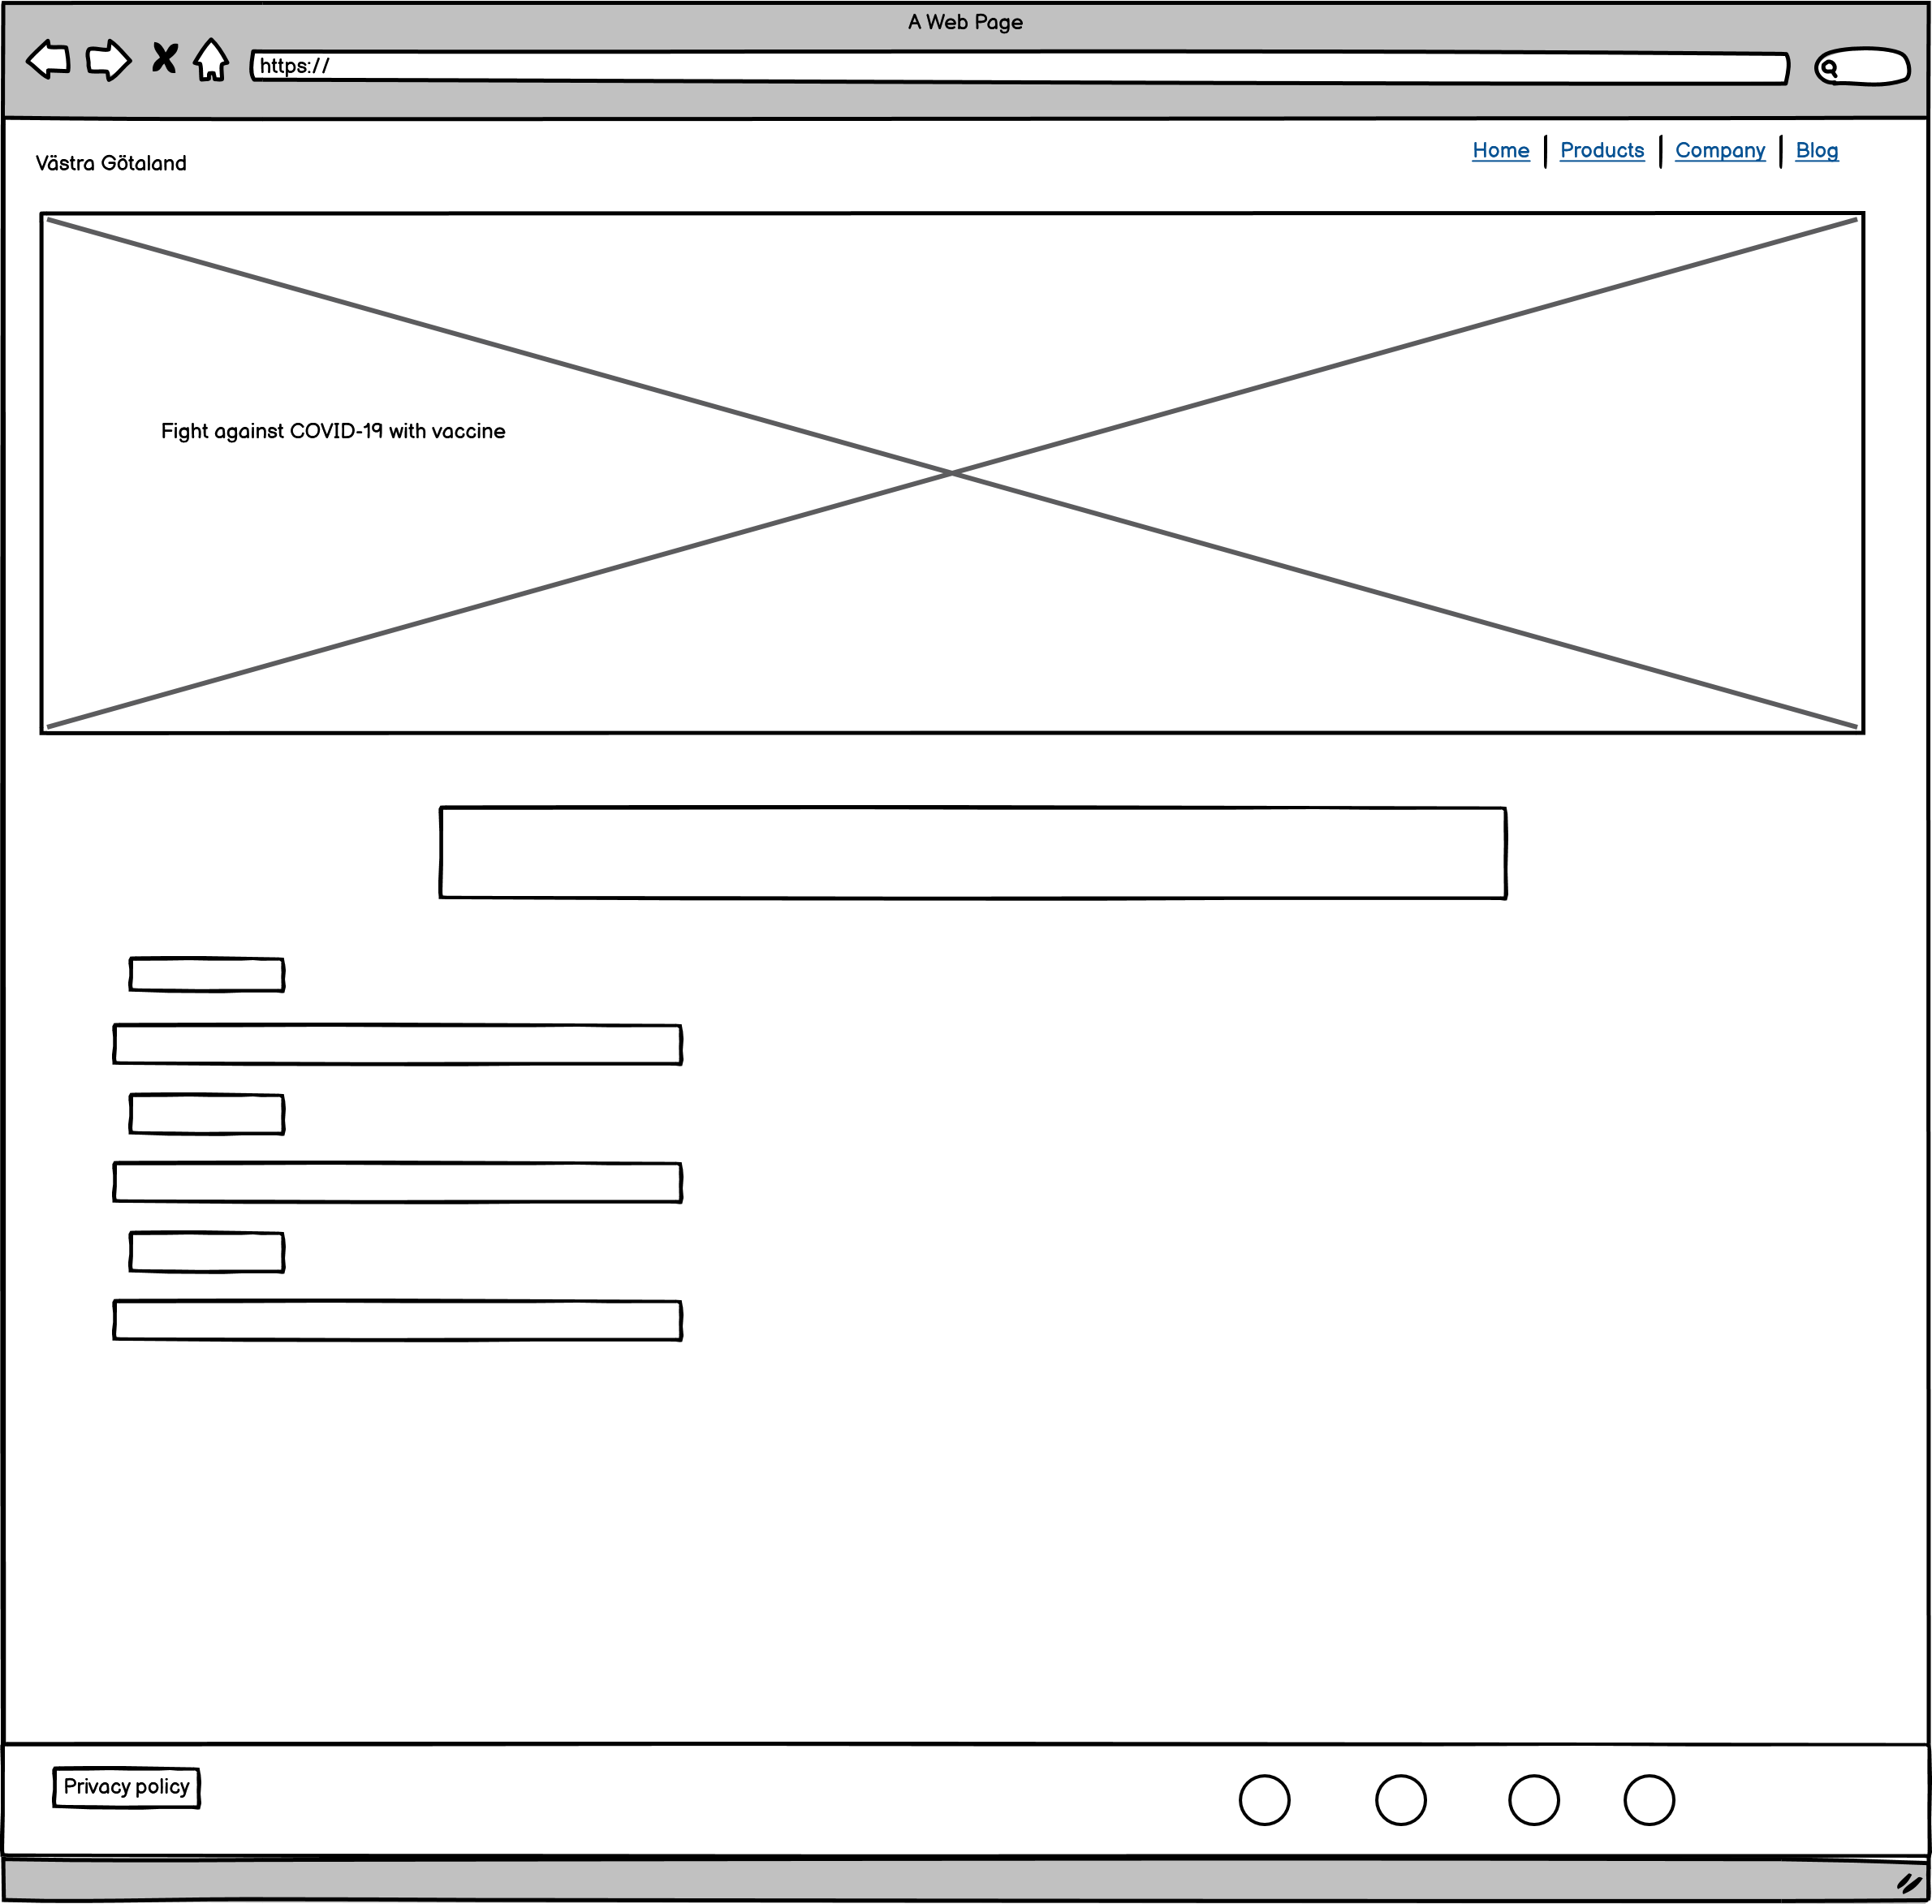 A Web Page
https://
Västra Götaland
Home Products Company Blog
Fight against COVID-19 with vaccine
Privacy policy